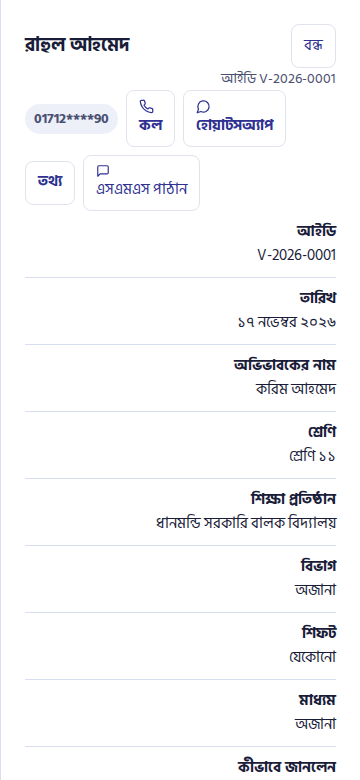 রাহুল আহমেদ
বন্ধ
আইডি V-2026-0001
01712****90
কল
হোয়াটসঅ্যাপ
তথ্য
এসএমএস পাঠান
আইডি
V-2026-0001
তারিখ
১৭ নভেম্বর ২০২৬
অভিভাবকের নাম
করিম আহমেদ
শ্রেণি
শ্রেণি ১১
শিক্ষা প্রতিষ্ঠান
ধানমন্ডি সরকারি বালক বিদ্যালয়
বিভাগ
অজানা
শিফট
যেকোনো
মাধ্যম
অজানা
কীভাবে জানলেন